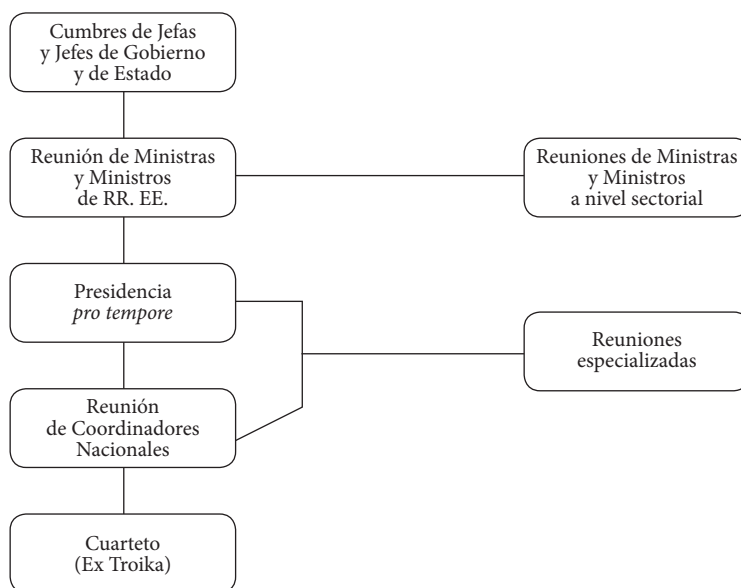 Cumbres de Jefas
y Jefes de Gobierno
y de Estado
Reunión de Ministras
y Ministros
de RR. EE.
Reuniones de Ministras
y Ministros
a nivel sectorial
Presidencia
pro tempore
Reuniones
especializadas
Reunión
de Coordinadores
Nacionales
Cuarteto
(Ex Troika)